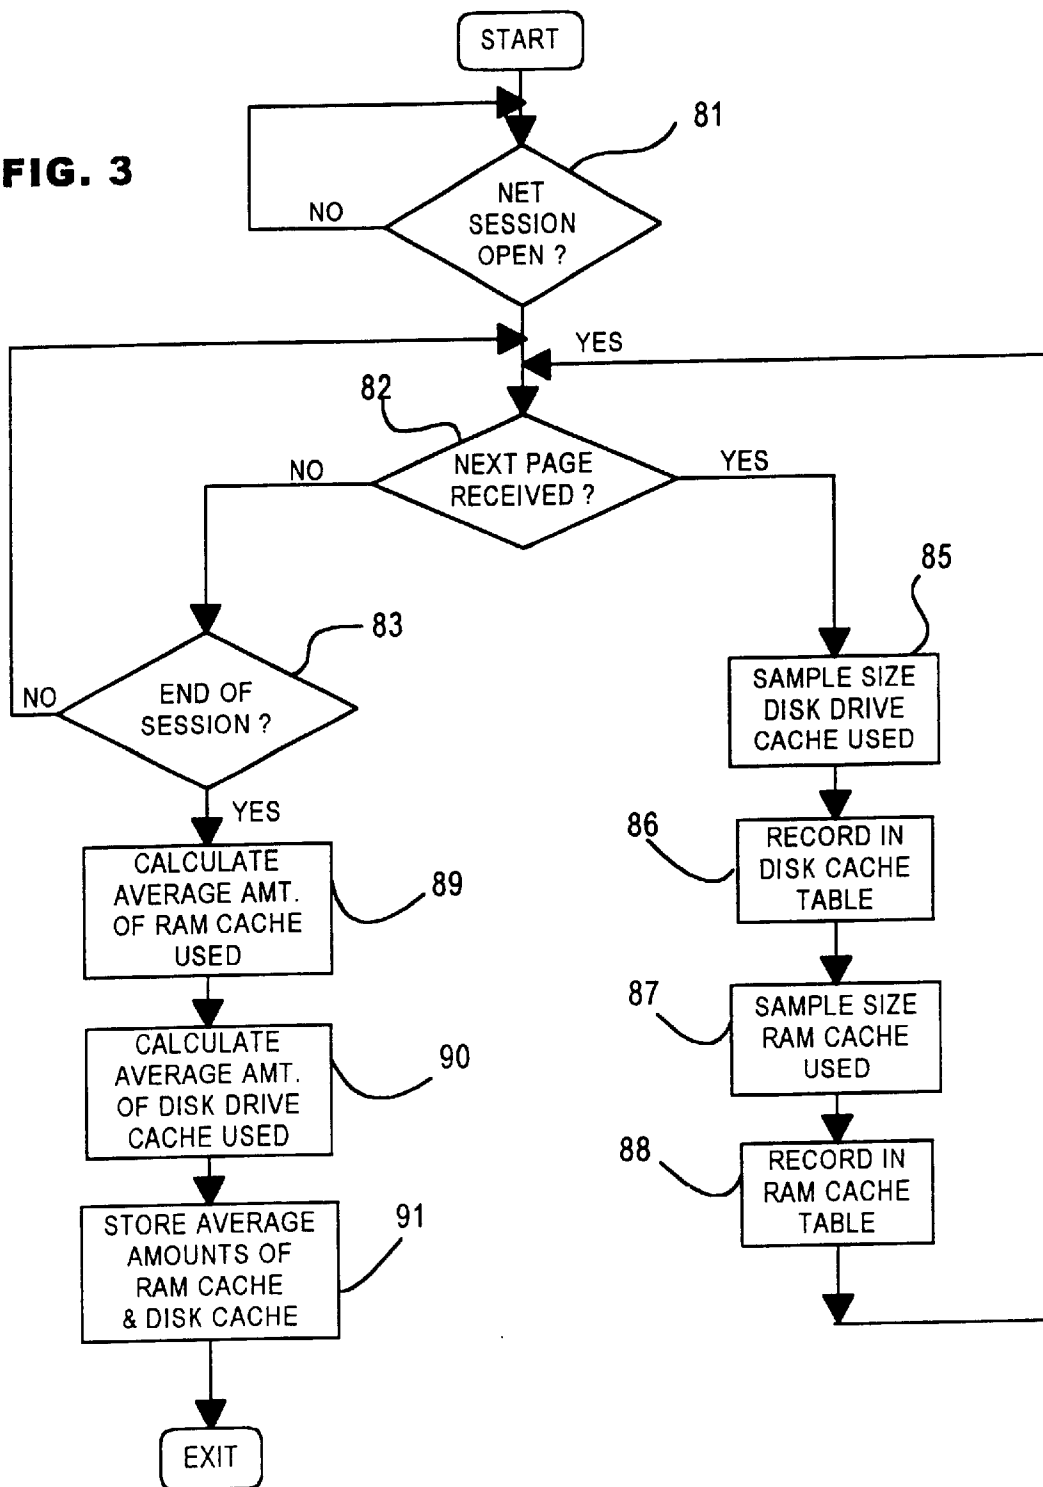 START
81
FIG. 3
NET
SESSION
OPEN ?
NO
YES
82
NEXT PAGE
RECEIVED ?
NO
YES
85
83
END OF
SESSION ?
NO
YES
SAMPLE SIZE
DISK DRIVE
CACHE USED
86
RECORD IN
DISK CACHE
TABLE
CALCULATE
AVERAGE AMT.
OF RAM CACHE
USED
89
87
SAMPLE SIZE
RAM CACHE
USED
CALCULATE
AVERAGE AMT.
OF DISK DRIVE
CACHE USED
90
88
RECORD IN
RAM CACHE
TABLE
STORE AVERAGE
AMOUNTS OF
RAM CACHE
& DISK CACHE
91
EXIT